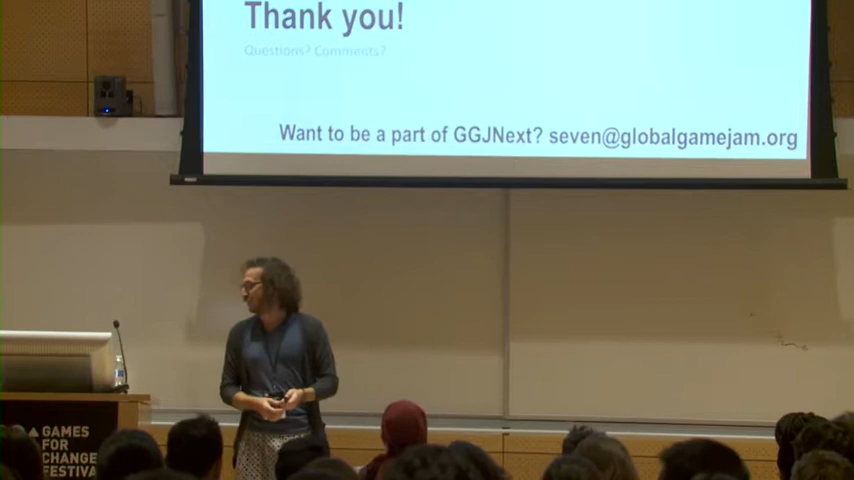 Thank you!
Questions? Comments?
Want to be a part of GGJNext? seven@globalgamejam.org
GAMES
FOR
CHANGE
FESTIVAL